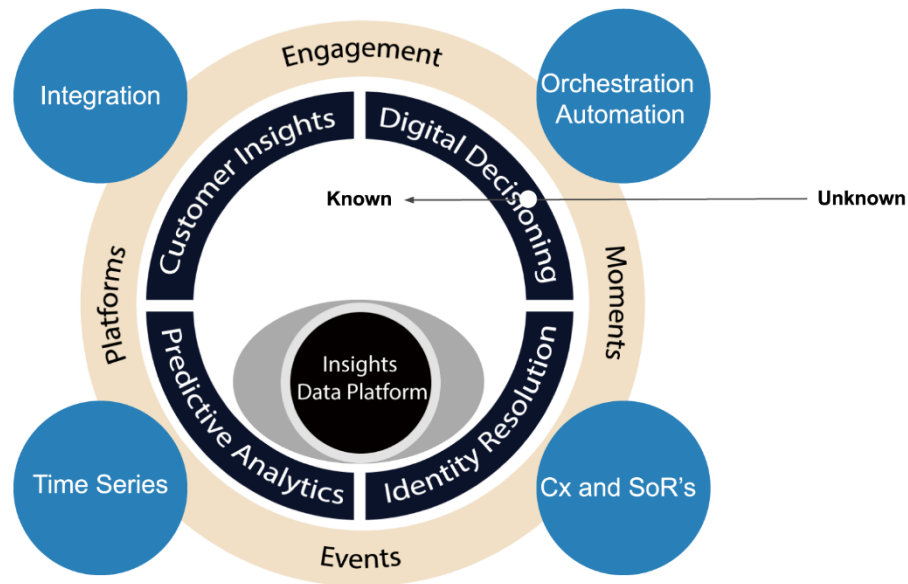 Engagement
Integration
Orchestration
Automation
Customer Insights
Digital Decisioning
Known
Unknown
Platforms
Moments
Insights
Data Platform
Predictive Analytics
Identity Resolution
Time Series
Cx and SoR's
Events